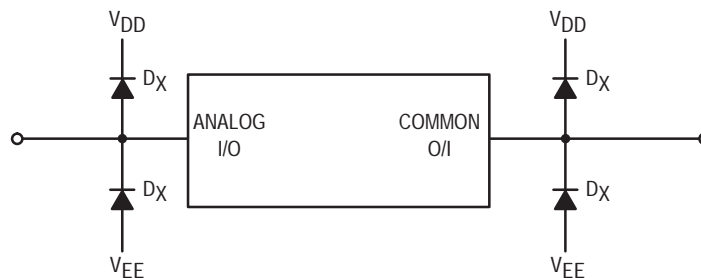 VDD
DX
VDD
DX
ANALOG
I/O
COMMON
O/I
DX
VEE
DX
VEE